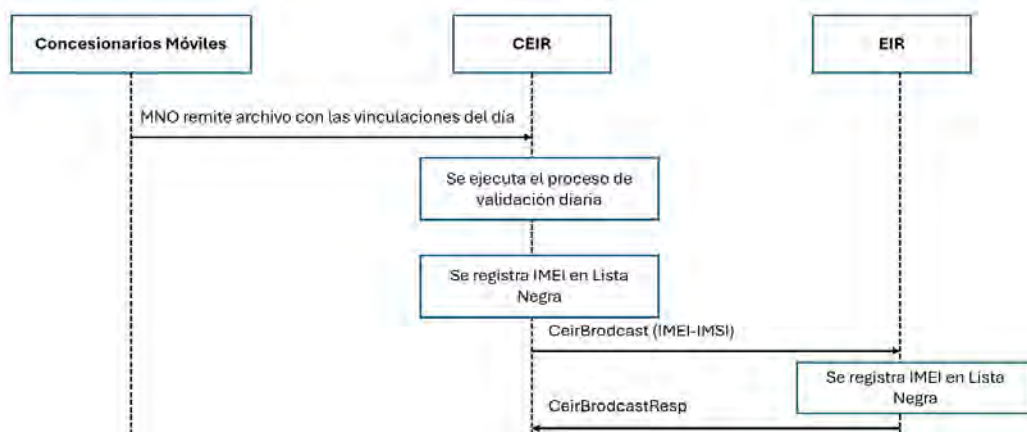 Concesionarios Móviles
CEIR
EIR
MNO remite archivo con las vinculaciones del día
Se ejecuta el proceso de
validación diaria
Se registra IMEI en Lista
Negra
CeirBrodcast (IMEI-IMSI)
Se registra IMEI en Lista
Negra
CeirBrodcastResp